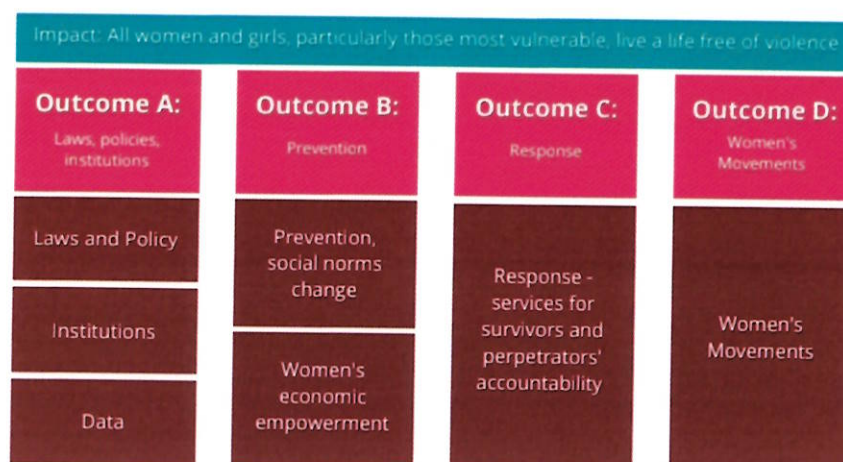 Impact: All women and girls, particularly those most vulnerable, live a life free of violence
Outcome A:
Laws, policies,
institutions
Laws and Policy
Institutions
Data
Outcome B:
Prevention
Prevention,
social norms
change
Women's
economic
empowerment
Outcome C:
Response
Response -
services for
survivors and
perpetrators'
accountability
Outcome D:
Women's
Movements
Women's
Movements